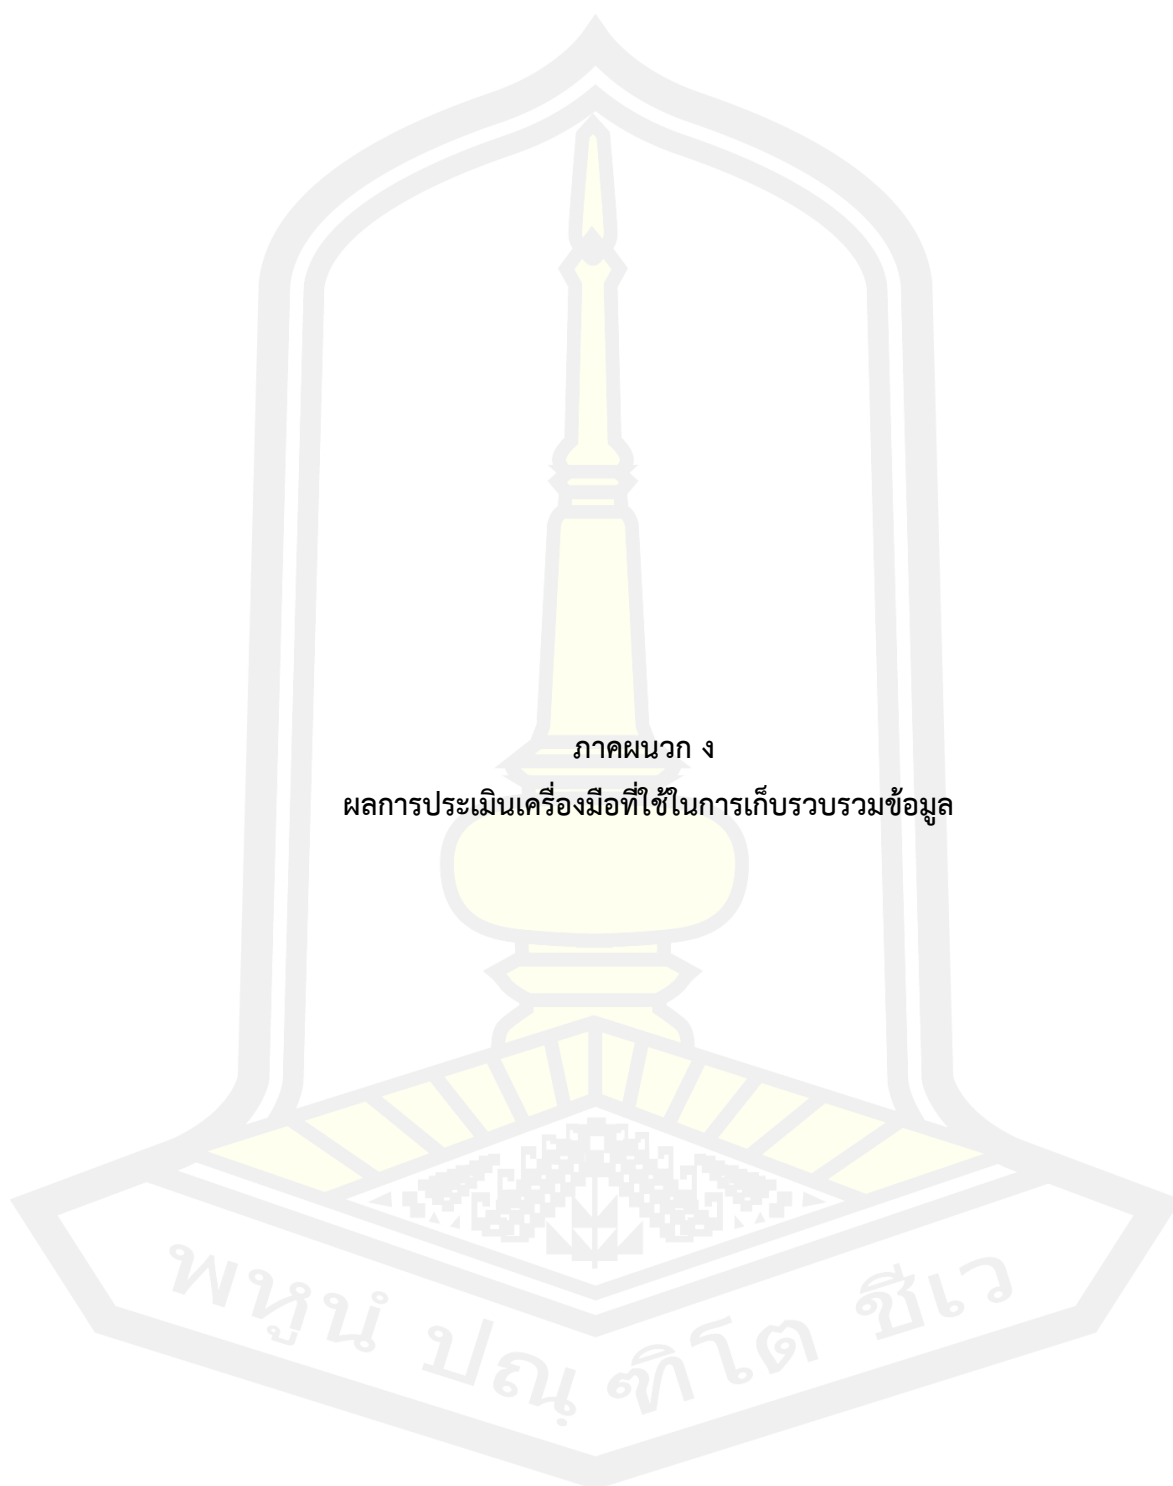 ภาคผนวก ง
ผลการประเมินเครื่องมือที่ใช้ในการเก็บรวบรวมข้อมูล
พหูนํ ปณฺฑิโต ชีเว